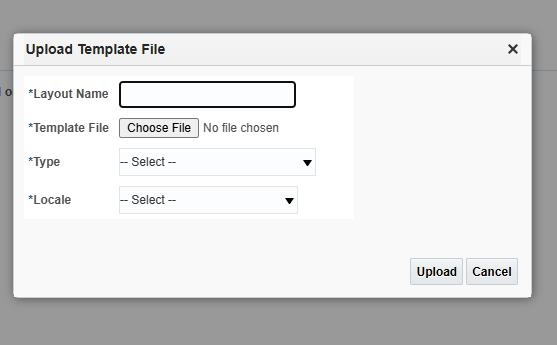 Upload Template File
*Layout Name
*Template File Choose File No file chosen
*Type -- Select --
*Locale -- Select --
Upload Cancel